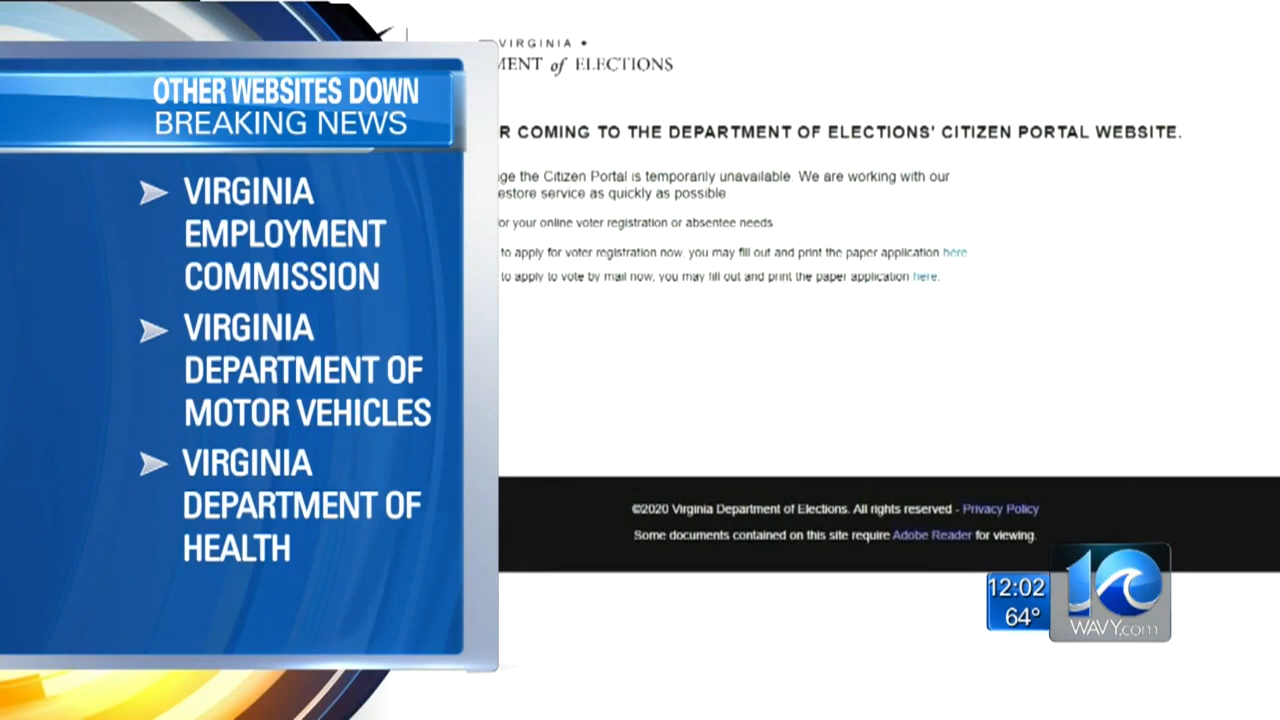 OTHER WEBSITES DOWN
BREAKING NEWS
VIRGINIA
EMPLOYMENT
COMMISSION
VIRGINIA
DEPARTMENT OF
MOTOR VEHICLES
VIRGINIA
DEPARTMENT OF
HEALTH
VIRGINIA
of ELECTIONS
COMING TO THE DEPARTMENT OF ELECTIONS' CITIZEN PORTAL WEBSITE.
the Citizen Portal is temporarily unavailable. We are working with our
service as quickly as possible.
your online voter registration or absentee needs
to apply for voter registration now, you may fill out and print the paper application here
to apply to vote by mail now, you may fill out and print the paper application here.
©2020 Virginia Department of Elections. All rights reserved - Privacy Policy
Some documents contained on this site require Adobe Reader for viewing.
12:02
64°
10
WAVY.com